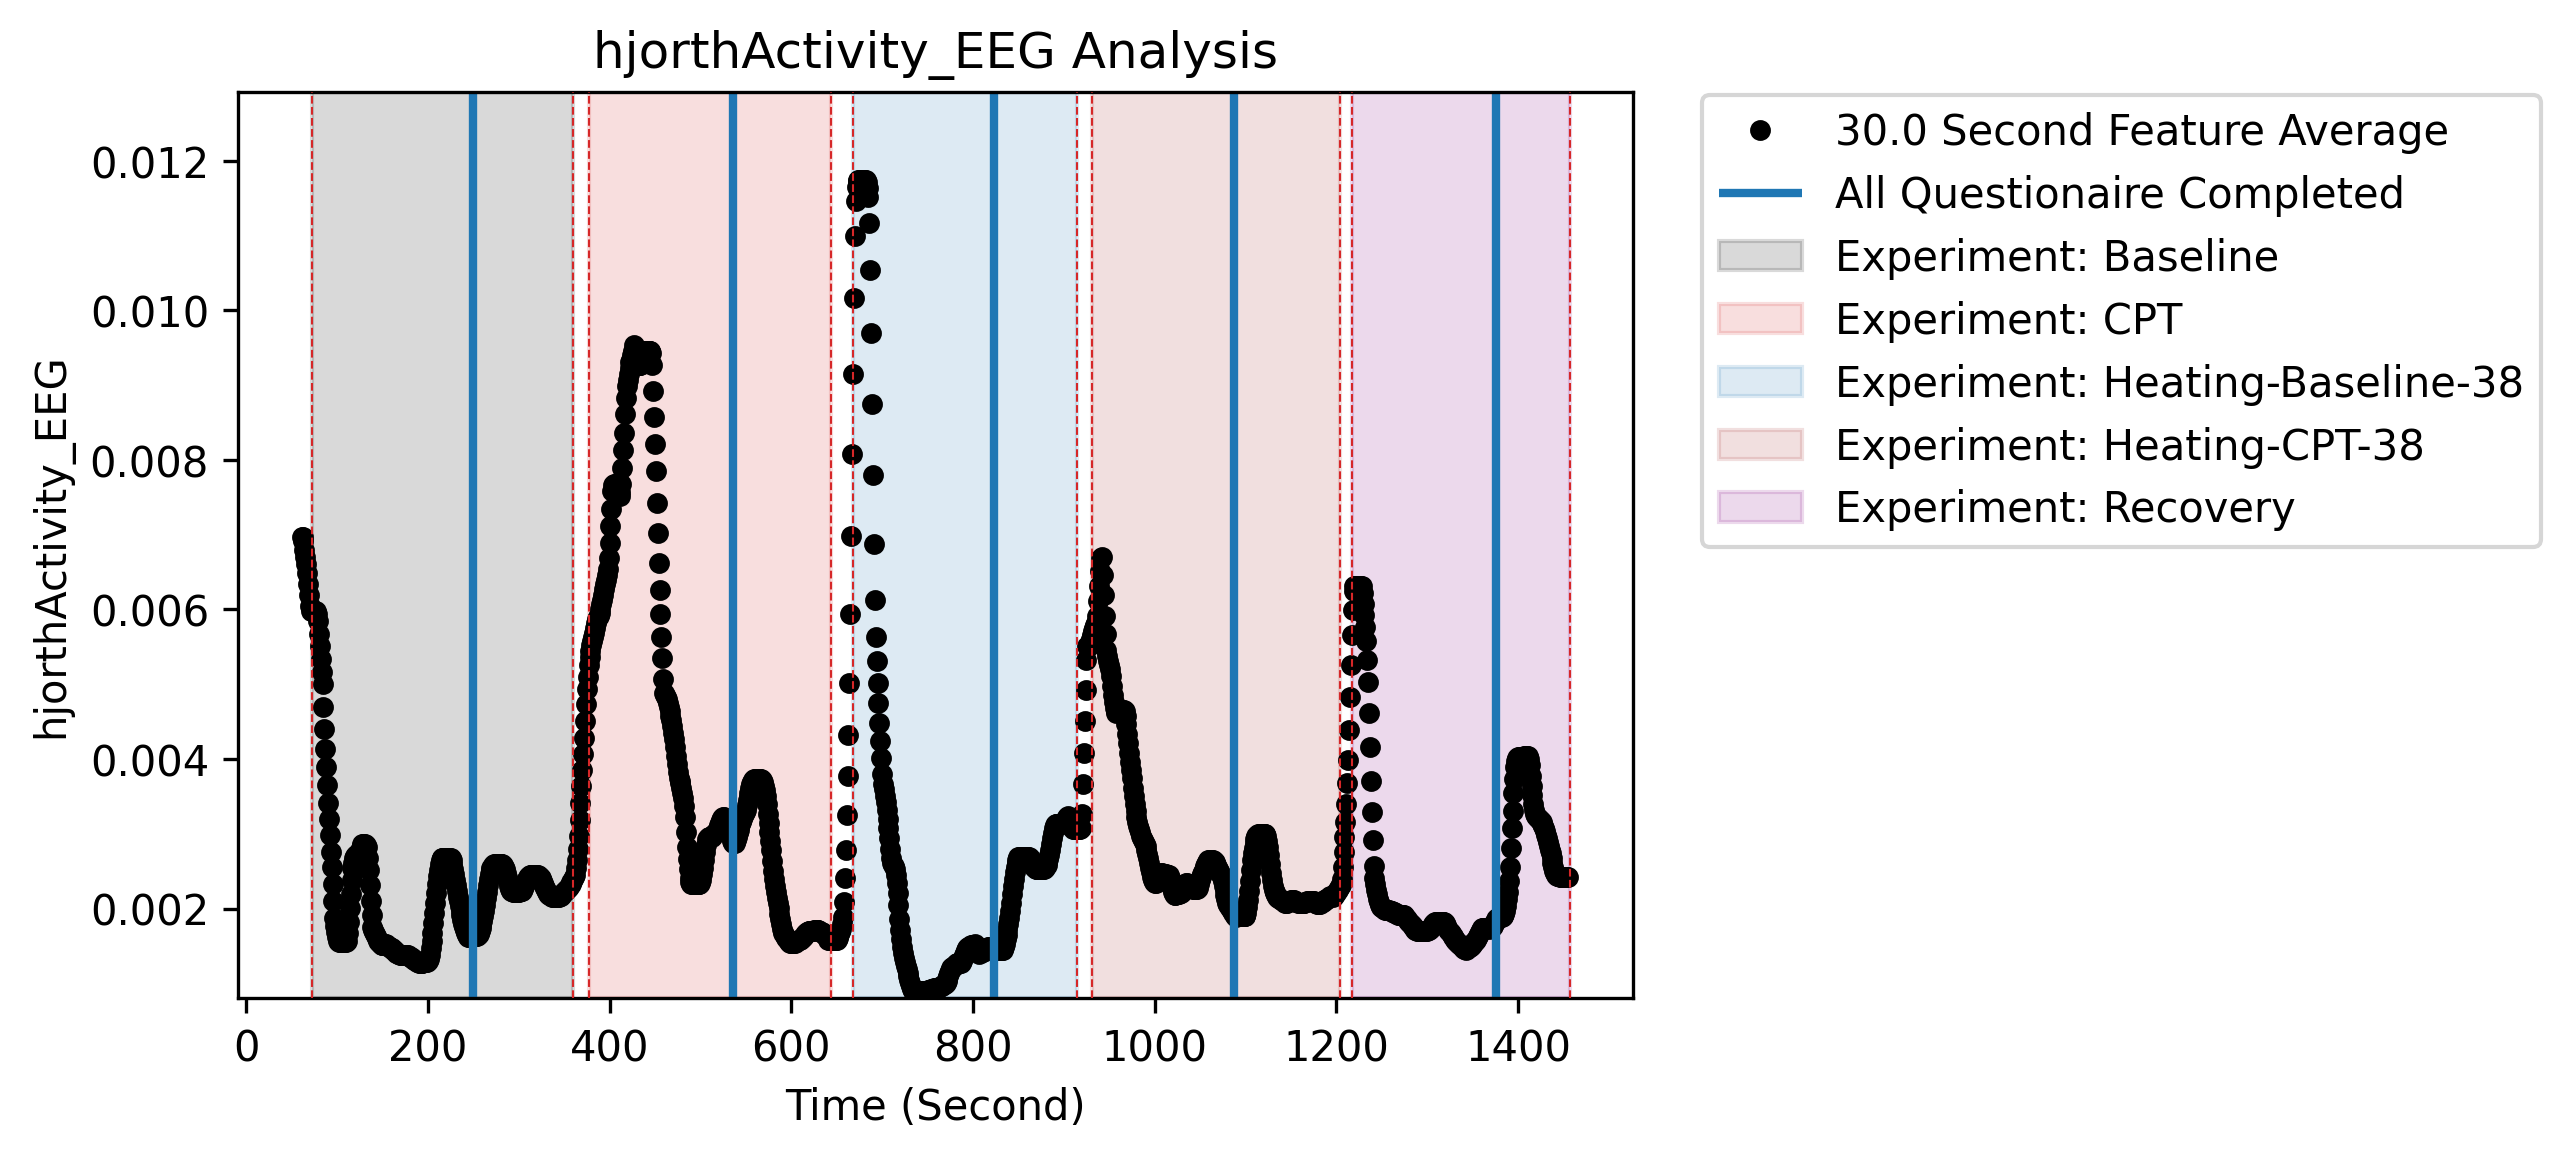 hjorthActivity_EEG Analysis
hjorthActivity_EEG
0.012
0.010
0.008
0.006
0.004
0.002
0 200 400 600 800 1000 1200 1400
Time (Second)
30.0 Second Feature Average
All Questionaire Completed
Experiment: Baseline
Experiment: CPT
Experiment: Heating-Baseline-38
Experiment: Heating-CPT-38
Experiment: Recovery